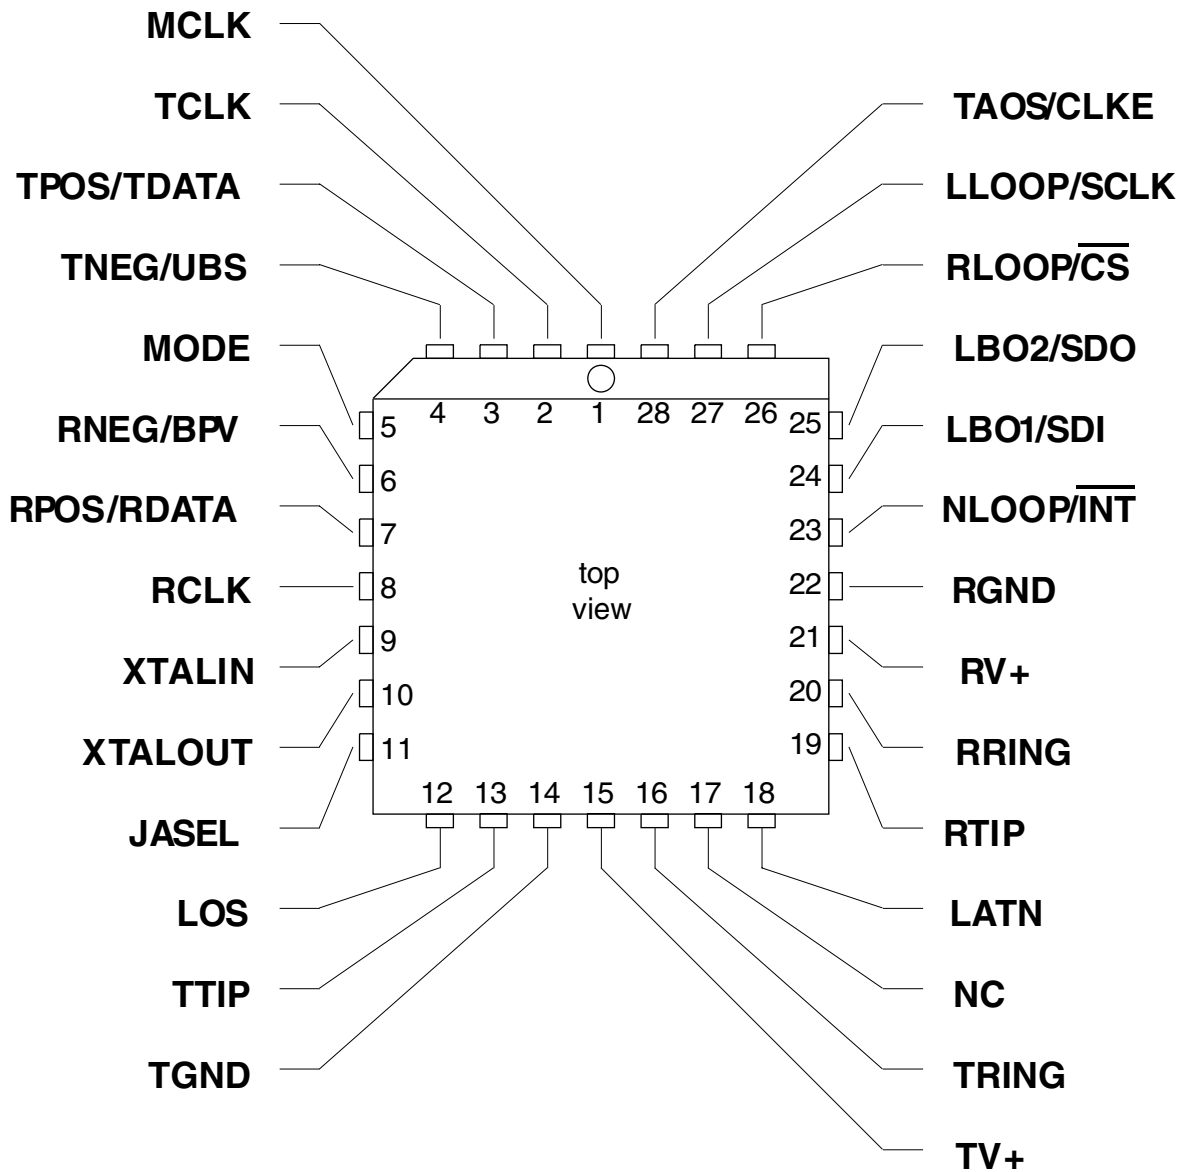 MCLK
TCLK
TPOS/TDATA
TNEG/UBS
MODE
RNEG/BPV
RPOS/RDATA
RCLK
XTALIN
XTALOUT
JASEL
LOS
TTIP
TGND
TAOS/CLKE
LLOOP/SCLK
RLOOP/C̅S̅
LBO2/SDO
LBO1/SDI
NLOOP/I̅N̅T̅
RGND
RV+
RRING
RTIP
LATN
NC
TRING
TV+
4 3 2 1 28 27 26
5
6
7
8
9
10
11
25
24
23
22
21
20
19
12 13 14 15 16 17 18
top
view